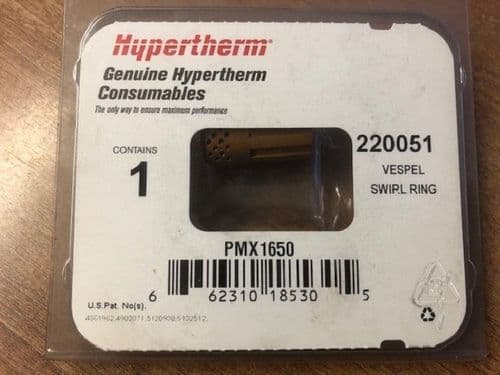 Hypertherm®
Genuine Hypertherm
Consumables
The only way to ensure maximum performance
CONTAINS
1
220051
VESPEL
SWIRL RING
PMX1650
6 62310 18530 5
U.S. Pat. No(s).